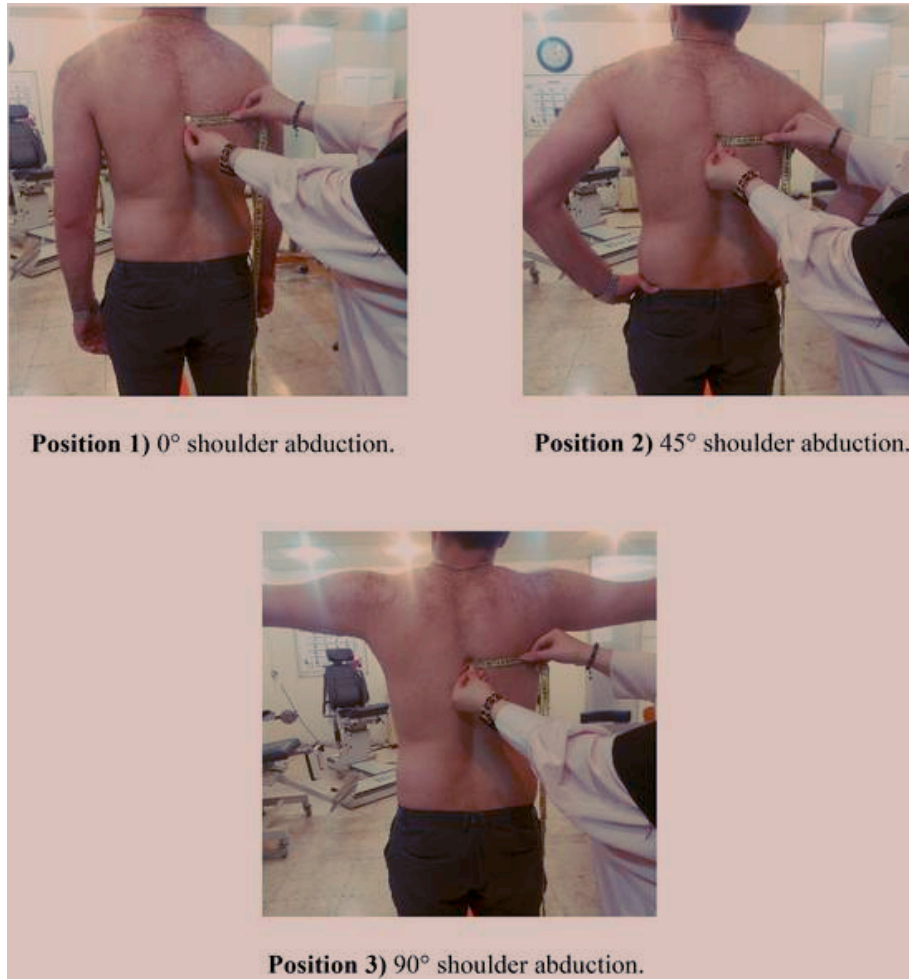 Position 1) 0° shoulder abduction.
Position 2) 45° shoulder abduction.
Position 3) 90° shoulder abduction.